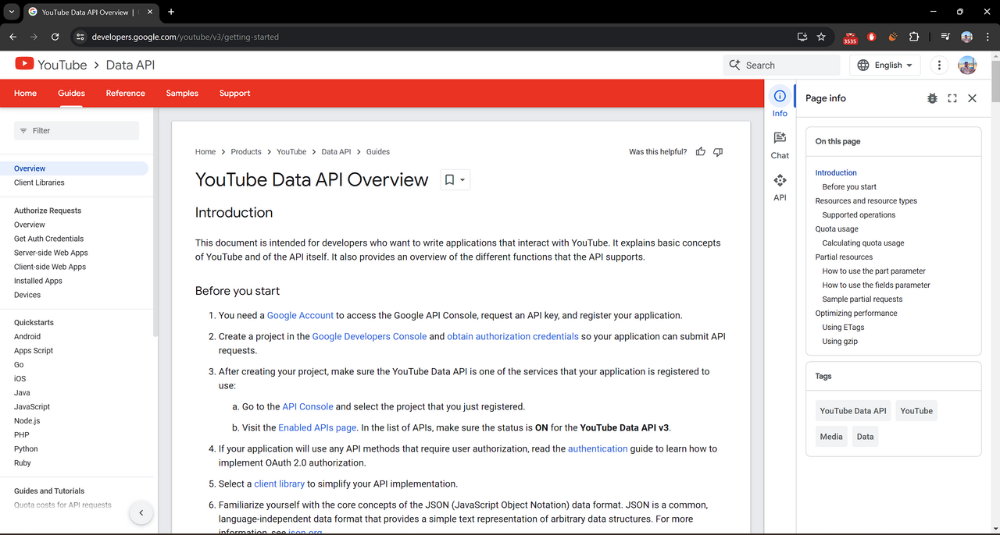 YouTube Data API Overview |
developers.google.com/youtube/v3/getting-started
3535
YouTube > Data API
Search
English
Home
Guides
Reference
Samples
Support
Filter
Overview
Client Libraries
Authorize Requests
Overview
Get Auth Credentials
Server-side Web Apps
Client-side Web Apps
Installed Apps
Devices
Quickstarts
Android
Apps Script
Go
iOS
Java
JavaScript
Node.js
PHP
Python
Ruby
Guides and Tutorials
Quota costs for API requests
Home > Products > YouTube > Data API > Guides
Was this helpful?
YouTube Data API Overview
Introduction
This document is intended for developers who want to write applications that interact with YouTube. It explains basic concepts
of YouTube and of the API itself. It also provides an overview of the different functions that the API supports.
Before you start
1. You need a Google Account to access the Google API Console, request an API key, and register your application.
2. Create a project in the Google Developers Console and obtain authorization credentials so your application can submit API
requests.
3. After creating your project, make sure the YouTube Data API is one of the services that your application is registered to
use:
a. Go to the API Console and select the project that you just registered.
b. Visit the Enabled APIs page. In the list of APIs, make sure the status is ON for the YouTube Data API v3.
4. If your application will use any API methods that require user authorization, read the authentication guide to learn how to
implement OAuth 2.0 authorization.
5. Select a client library to simplify your API implementation.
6. Familiarize yourself with the core concepts of the JSON (JavaScript Object Notation) data format. JSON is a common,
language-independent data format that provides a simple text representation of arbitrary data structures. For more
information, see json.org.
Info
Chat
API
Page info
On this page
Introduction
Before you start
Resources and resource types
Supported operations
Quota usage
Calculating quota usage
Partial resources
How to use the part parameter
How to use the fields parameter
Sample partial requests
Optimizing performance
Using ETags
Using gzip
Tags
YouTube Data API
YouTube
Media
Data